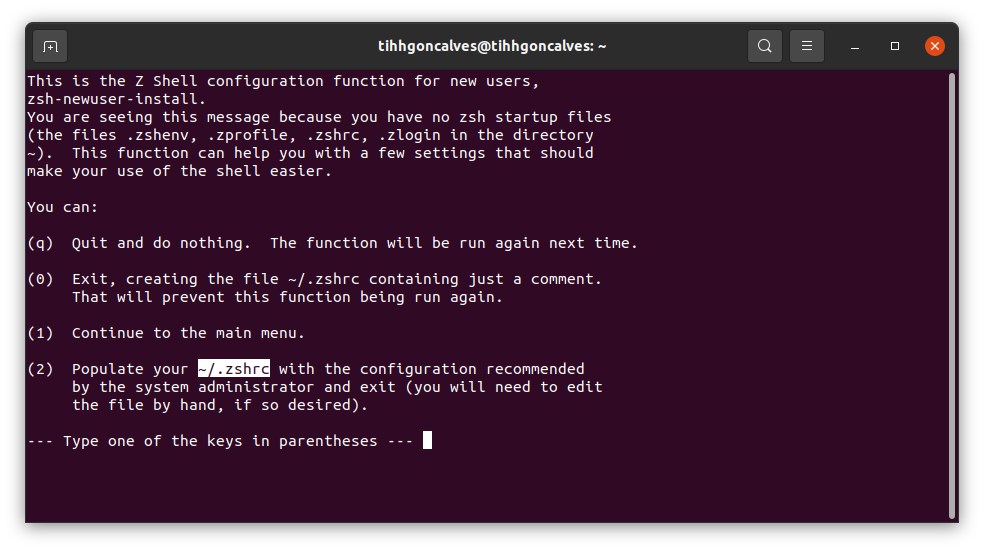 tihhgoncalves@tihhgoncalves: ~
This is the Z Shell configuration function for new users,
zsh-newuser-install.
You are seeing this message because you have no zsh startup files
(the files .zshenv, .zprofile, .zshrc, .zlogin in the directory
~).  This function can help you with a few settings that should
make your use of the shell easier.
You can:
(q)  Quit and do nothing.  The function will be run again next time.
(0)  Exit, creating the file ~/.zshrc containing just a comment.
     That will prevent this function being run again.
(1)  Continue to the main menu.
(2)  Populate your ~/.zshrc with the configuration recommended
     by the system administrator and exit (you will need to edit
     the file by hand, if so desired).
--- Type one of the keys in parentheses ---